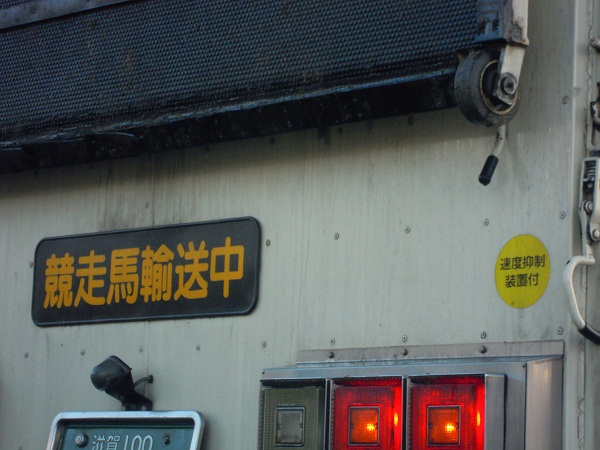 競走馬輸送中
速度抑制
装置付
滋賀 100